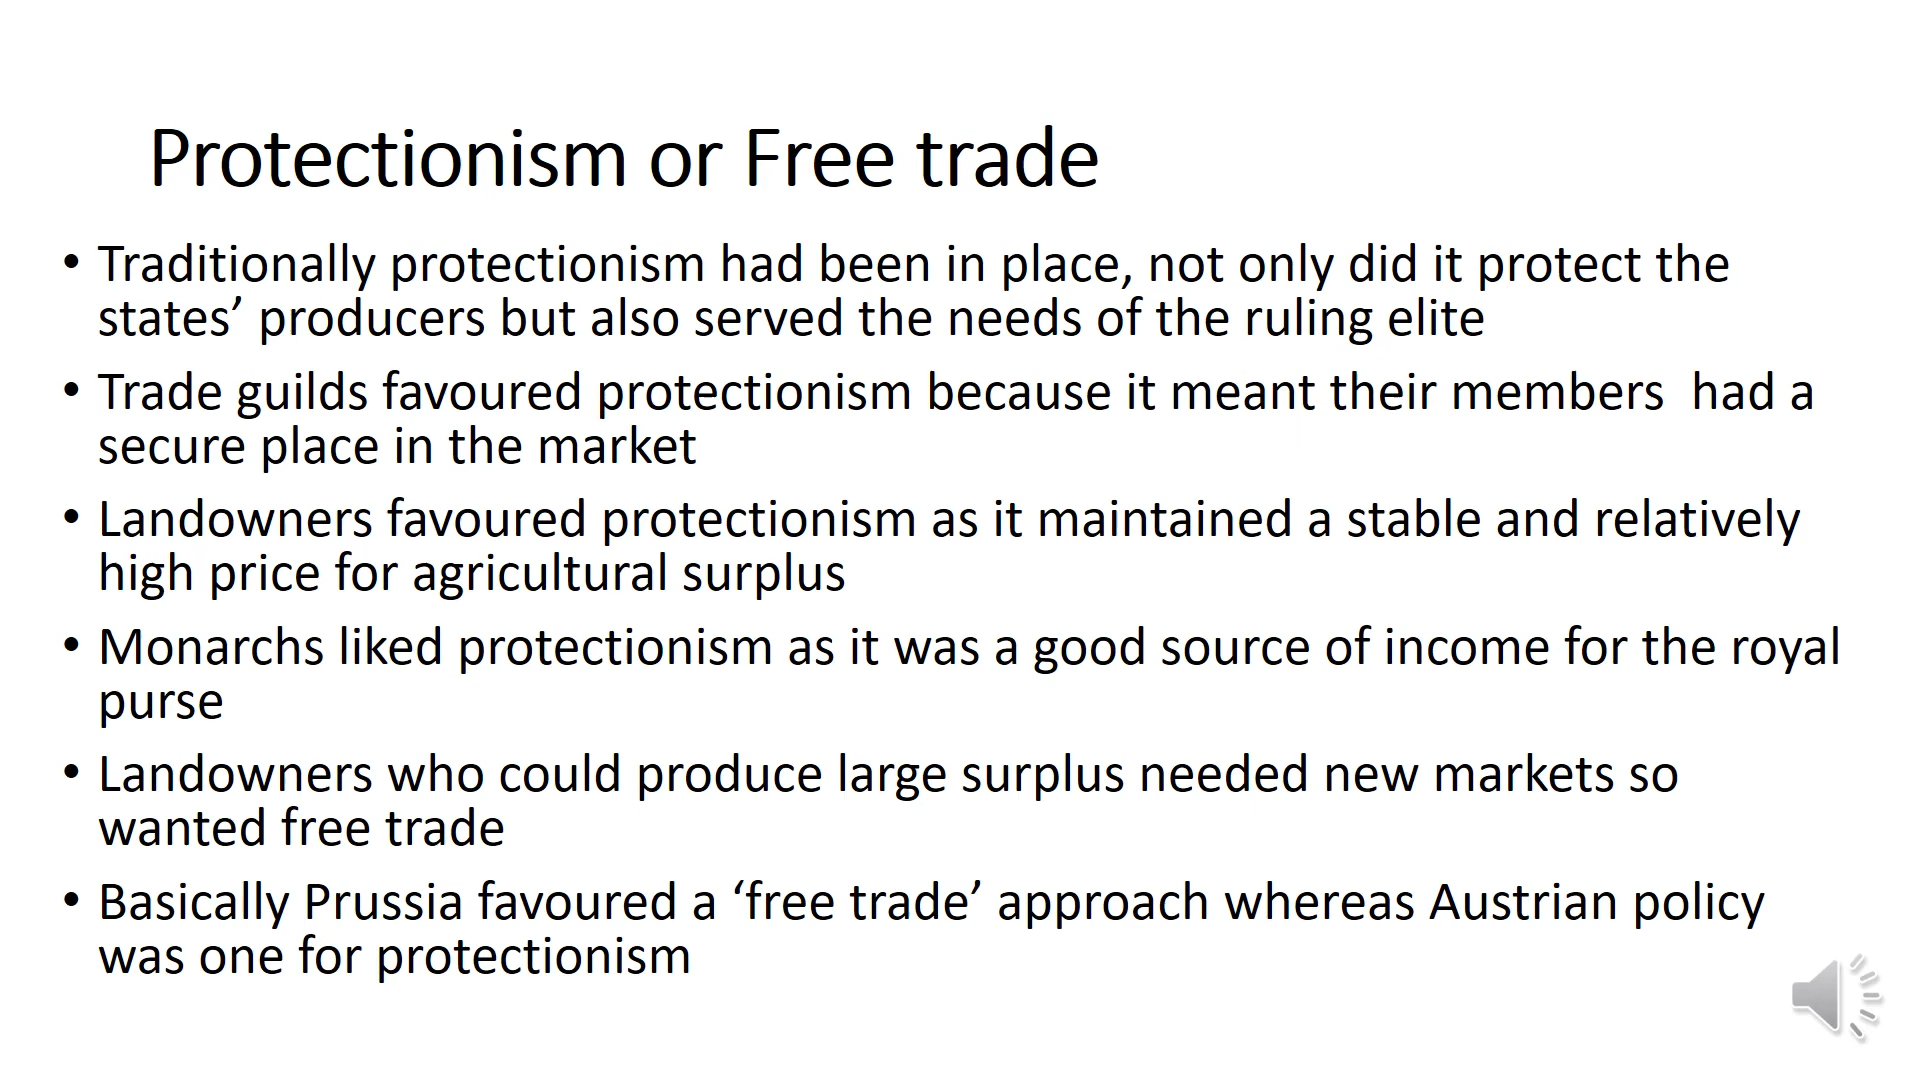 Protectionism or Free trade
• Traditionally protectionism had been in place, not only did it protect the
states’ producers but also served the needs of the ruling elite
• Trade guilds favoured protectionism because it meant their members  had a
secure place in the market
• Landowners favoured protectionism as it maintained a stable and relatively
high price for agricultural surplus
• Monarchs liked protectionism as it was a good source of income for the royal
purse
• Landowners who could produce large surplus needed new markets so
wanted free trade
• Basically Prussia favoured a ‘free trade’ approach whereas Austrian policy
was one for protectionism